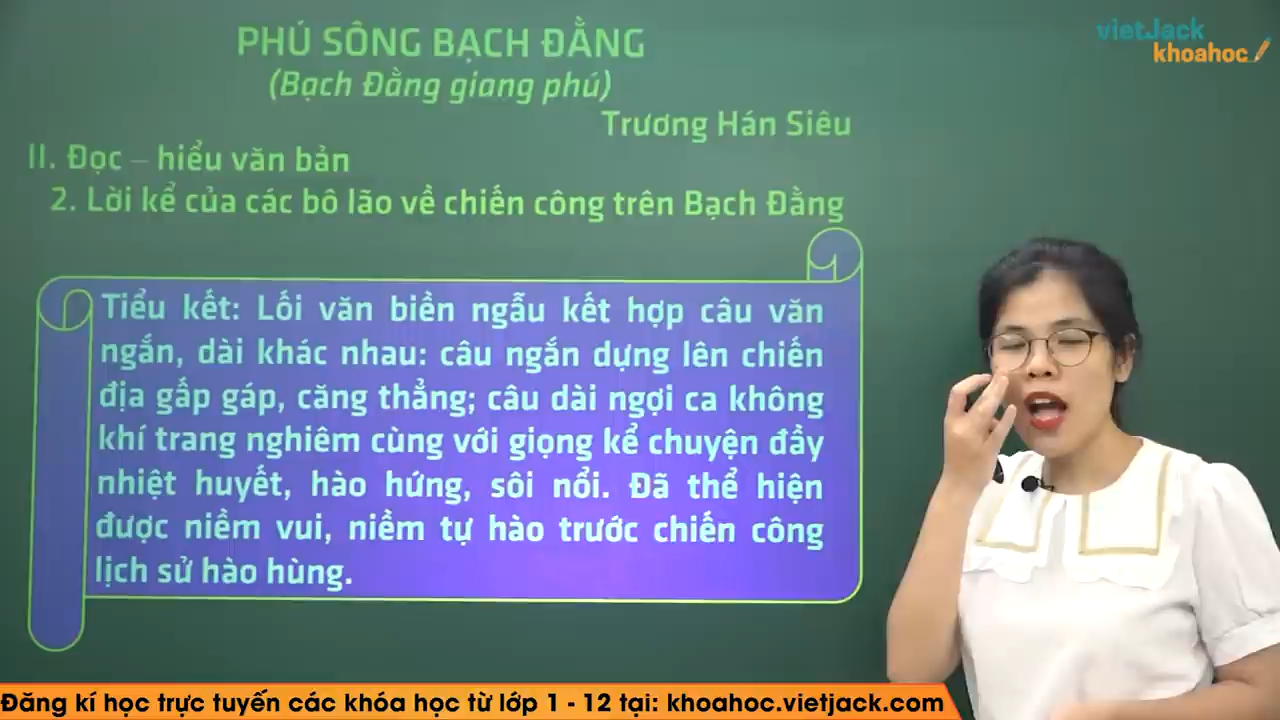 vietJack
khoahoc
PHÚ SÔNG BẠCH ĐẰNG
(Bạch Đằng giang phú)
Trương Hán Siêu
II. Đọc – hiểu văn bản
2. Lời kể của các bô lão về chiến công trên Bạch Đằng
Tiểu kết: Lối văn biền ngẫu kết hợp câu văn
ngắn, dài khác nhau: câu ngắn dựng lên chiến
địa gấp gáp, căng thẳng; câu dài ngợi ca không
khí trang nghiêm cùng với giọng kể chuyện đầy
nhiệt huyết, hào hứng, sôi nổi. Đã thể hiện
được niềm vui, niềm tự hào trước chiến công
lịch sử hào hùng.
Đăng kí học trực tuyến các khóa học từ lớp 1 - 12 tại: khoahoc.vietjack.com